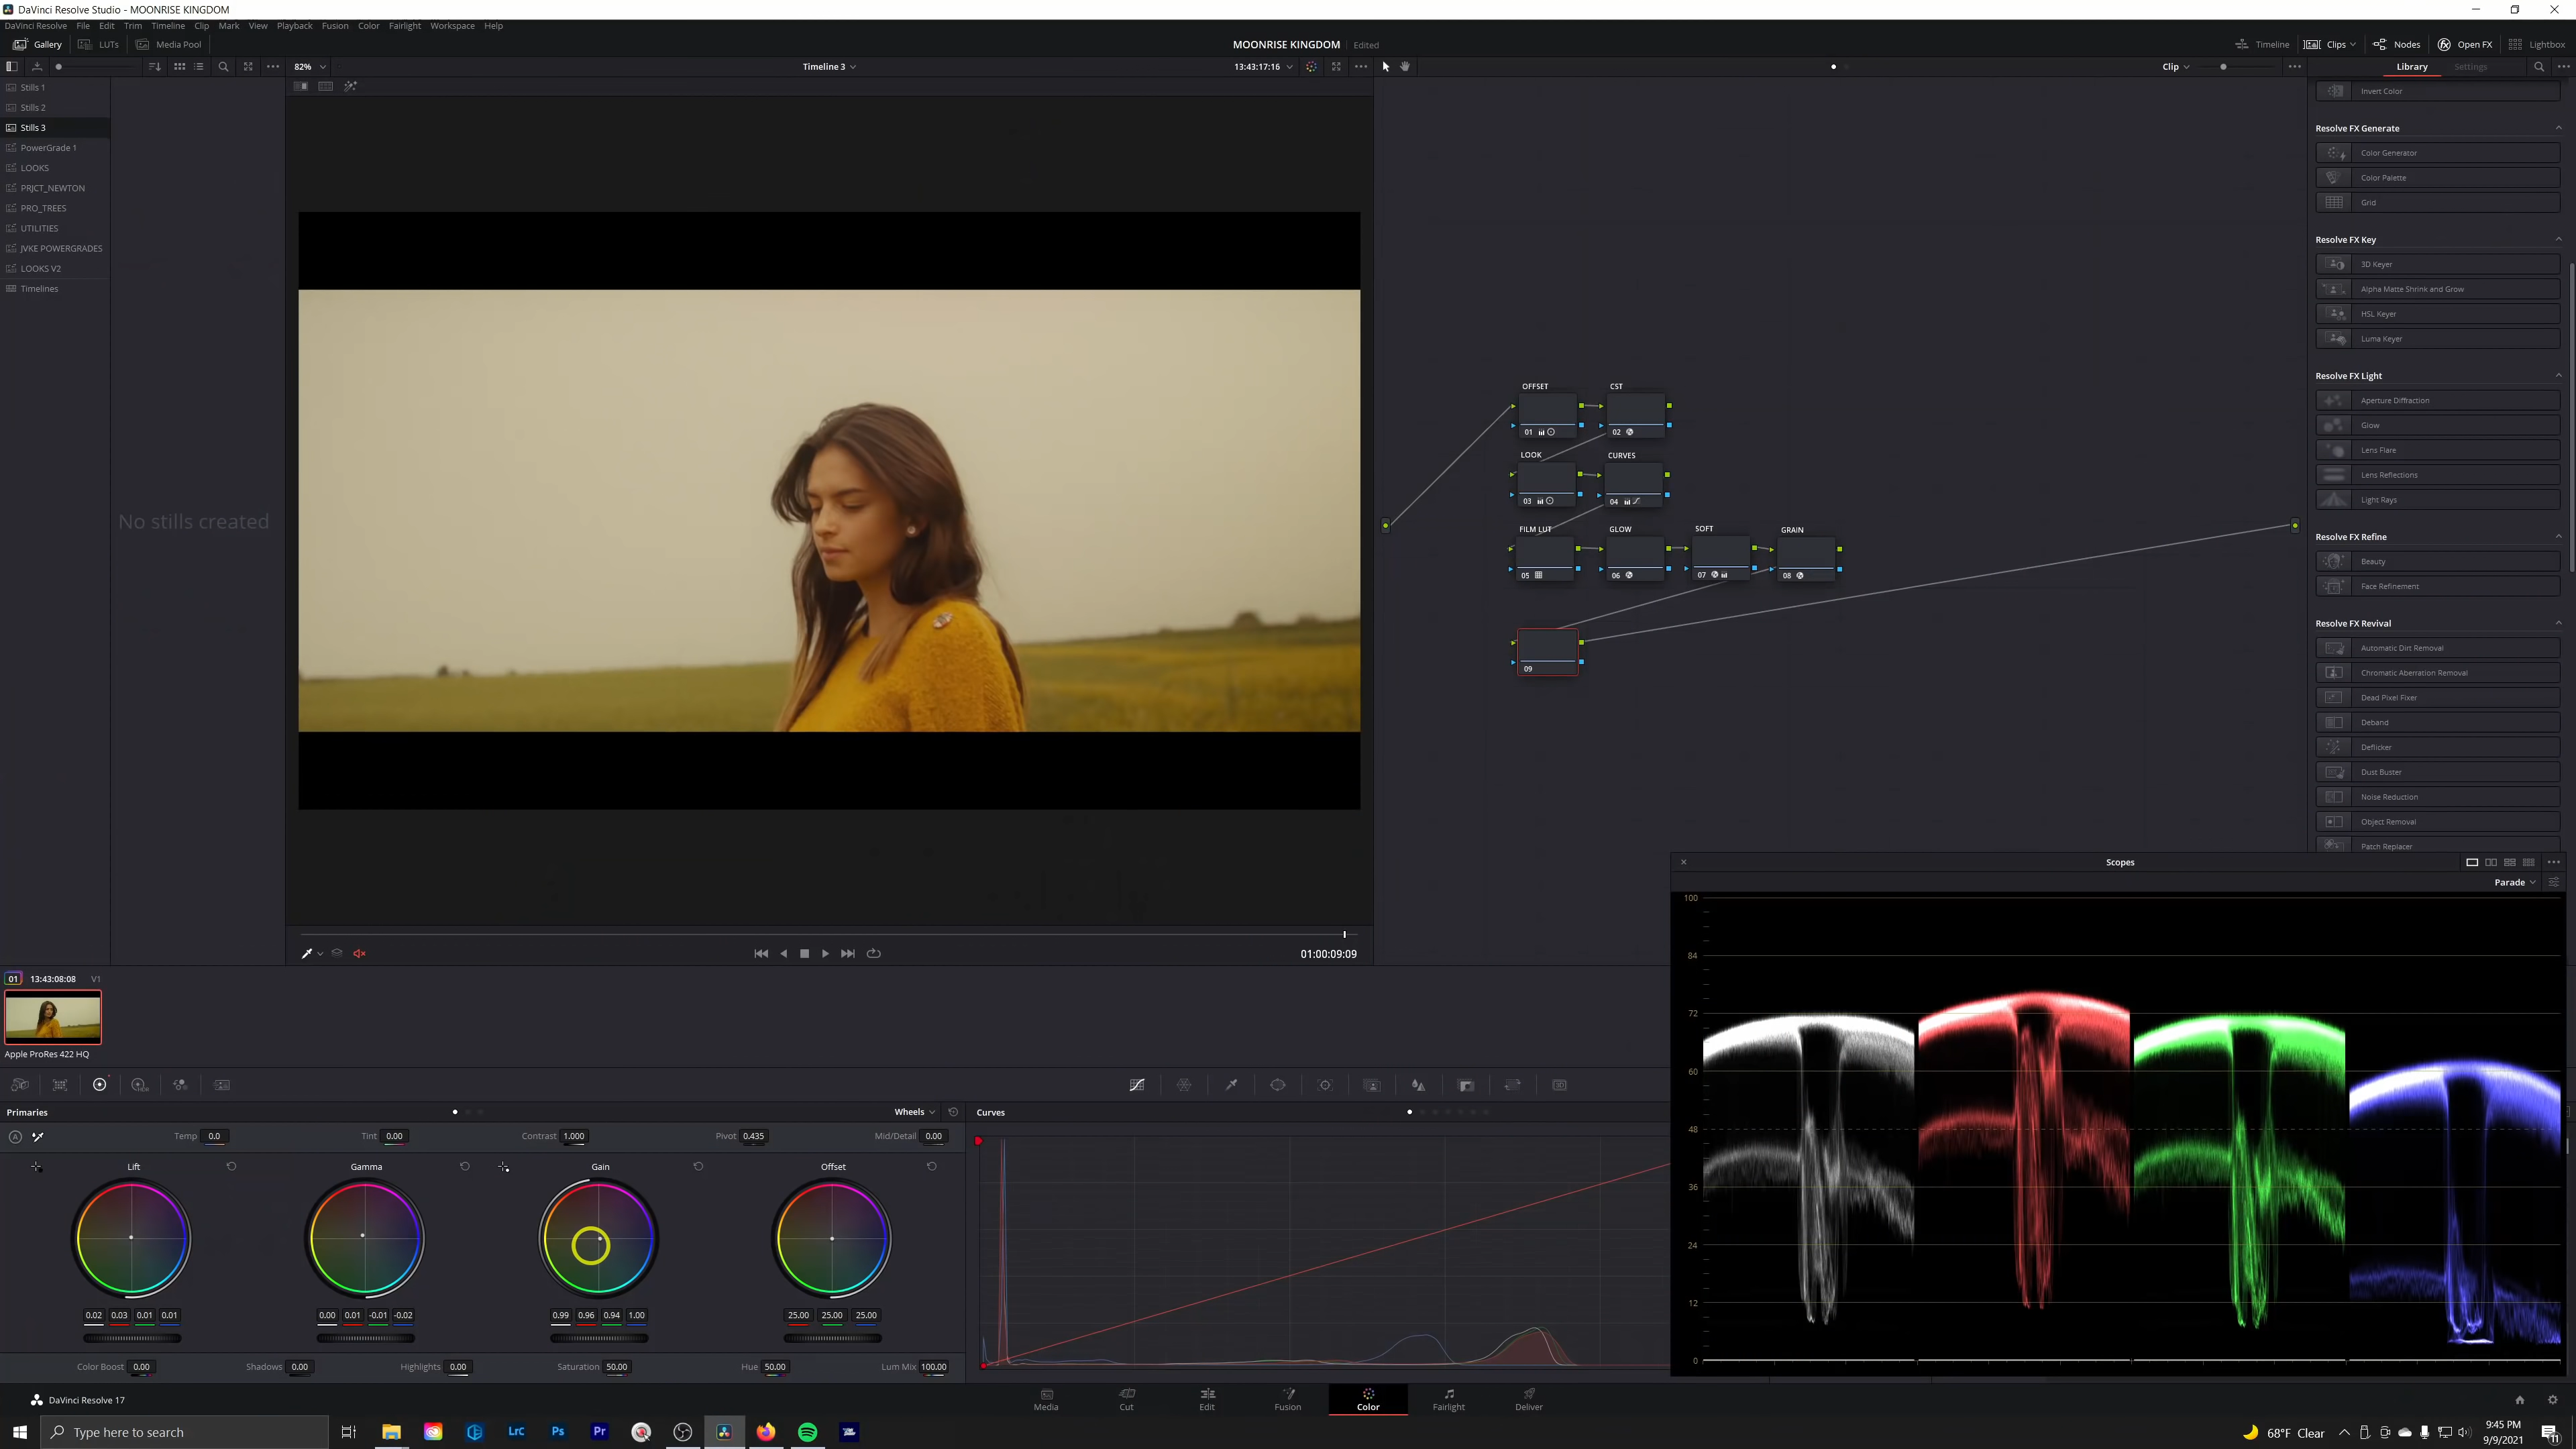 DaVinci Resolve Studio - MOONRISE KINGDOM
DaVinci Resolve File Edit Trim Timeline Clip Mark View Playback Fusion Color Fairlight Workspace Help
Gallery LUTs Media Pool
MOONRISE KINGDOM Edited
Timeline Clips Nodes Open FX Lightbox
82%
Timeline 3
13:43:17:16
Clip
Library Settings
Stills 1
Stills 2
Stills 3
PowerGrade 1
LOOKS
PRJCT_NEWTON
PRO_TREES
UTILITIES
JVKE POWERGRADES
LOOKS V2
Timelines
No stills created
OFFSET CST
01 02
LOOK CURVES
03 04
FILM LUT GLOW SOFT GRAIN
05 06 07 08
09
Invert Color
Resolve FX Generate
Color Generator
Color Palette
Grid
Resolve FX Key
3D Keyer
Alpha Matte Shrink and Grow
HSL Keyer
Luma Keyer
Resolve FX Light
Aperture Diffraction
Glow
Lens Flare
Lens Reflections
Light Rays
Resolve FX Refine
Beauty
Face Refinement
Resolve FX Revival
Automatic Dirt Removal
Chromatic Aberration Removal
Dead Pixel Fixer
Deband
Deflicker
Dust Buster
Noise Reduction
Object Removal
Patch Replacer
01:00:09:09
01 13:43:08:08 V1
Apple ProRes 422 HQ
Scopes
Parade
100
84
72
60
48
36
24
12
0
Primaries
Wheels
Curves
Temp 0.0 Tint 0.00 Contrast 1.000 Pivot 0.435 Mid/Detail 0.00
Lift Gamma Gain Offset
0.02 0.03 0.01 0.01
0.00 0.01 -0.01 -0.02
0.99 0.96 0.94 1.00
25.00 25.00 25.00
Color Boost 0.00 Shadows 0.00 Highlights 0.00 Saturation 50.00 Hue 50.00 Lum Mix 100.00
DaVinci Resolve 17
Media Cut Edit Fusion Color Fairlight Deliver
Type here to search
LrC Ps Pr
68°F Clear
9:45 PM
9/9/2021
11